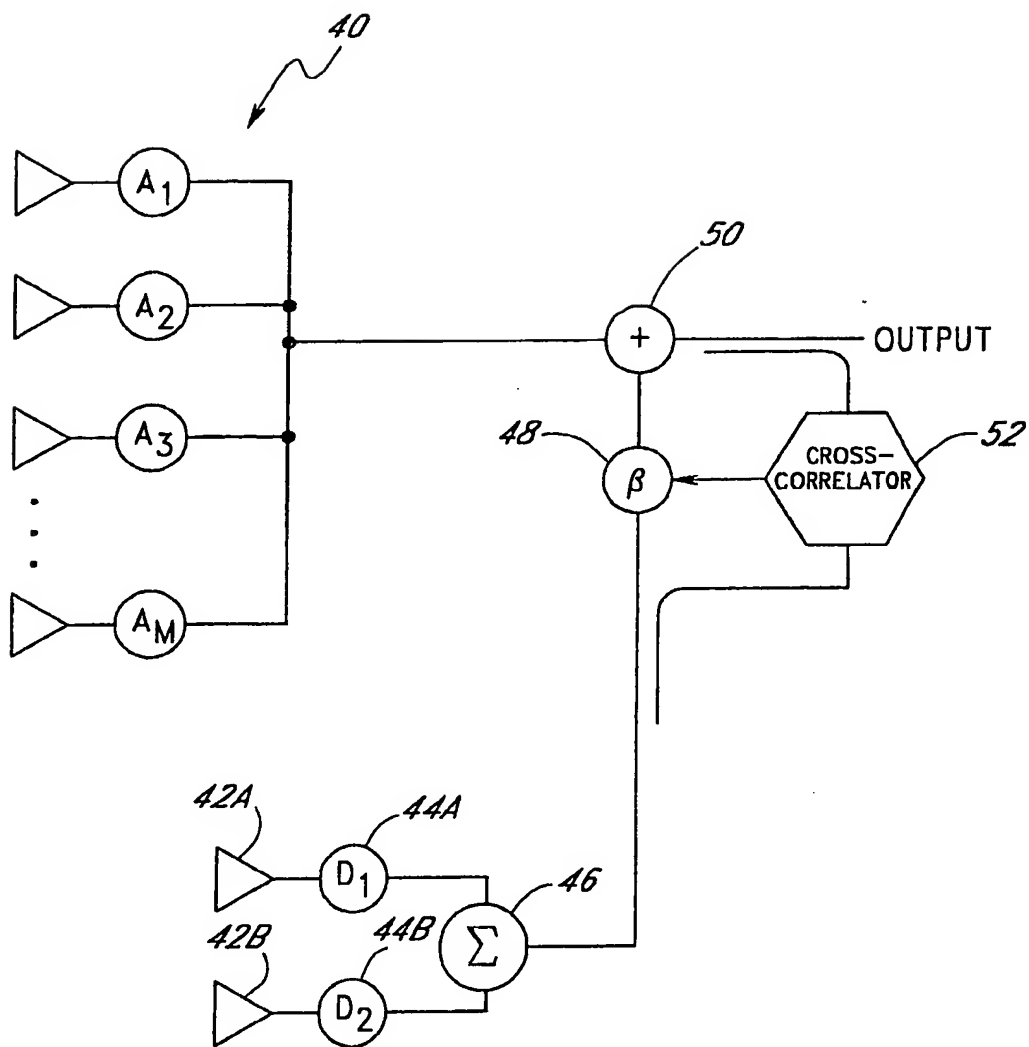 40
A1
A2
50
+
OUTPUT
A3
48
β
CROSS-
CORRELATOR
52
AM
42A
44A
D1
46
Σ
42B
44B
D2